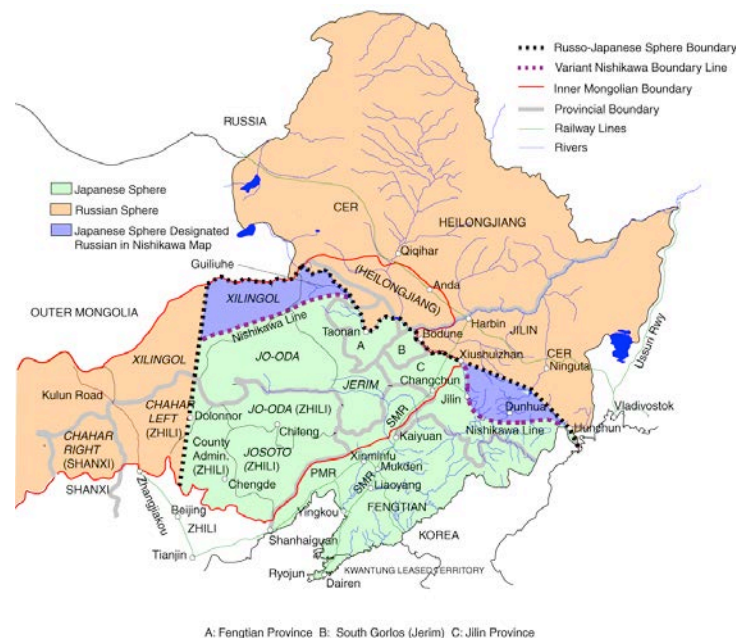 Russo-Japanese Sphere Boundary
Variant Nishikawa Boundary Line
Inner Mongolian Boundary
Provincial Boundary
Railway Lines
Rivers
RUSSIA
Japanese Sphere
Russian Sphere
Japanese Sphere Designated
Russian in Nishikawa Map
CER
HEILONGJIANG
Qiqihar
Guiliuhe
(HEILONGJIANG)
Anda
OUTER MONGOLIA
XILINGOL
Nishikawa Line
Taonan
A
B
Bodune
Harbin
JILIN
XILINGOL
JO-ODA
C
Xiushuizhan
CER
Ninguta
Ussuri Rwy
Kulun Road
CHAHAR
LEFT
(ZHILI)
JERIM
Changchun
Jilin
Dunhua
Vladivostok
Dolonnor
JO-ODA (ZHILI)
SMR
Nishikawa Line
Hunchun
CHAHAR
RIGHT
(SHANXI)
County
Admin.
(ZHILI)
Chifeng
Kaiyuan
JOSOTO
(ZHILI)
Xinminfu
SHANXI
Zhangjiakou
Chengde
PMR
SMR
Mukden
Liaoyang
Beijing
ZHILI
Yingkou
FENGTIAN
Tianjin
Shanhaiguan
KOREA
Ryojun
Dairen
KWANTUNG LEASED TERRITORY
A: Fengtian Province B: South Gorlos (Jerim) C: Jilin Province